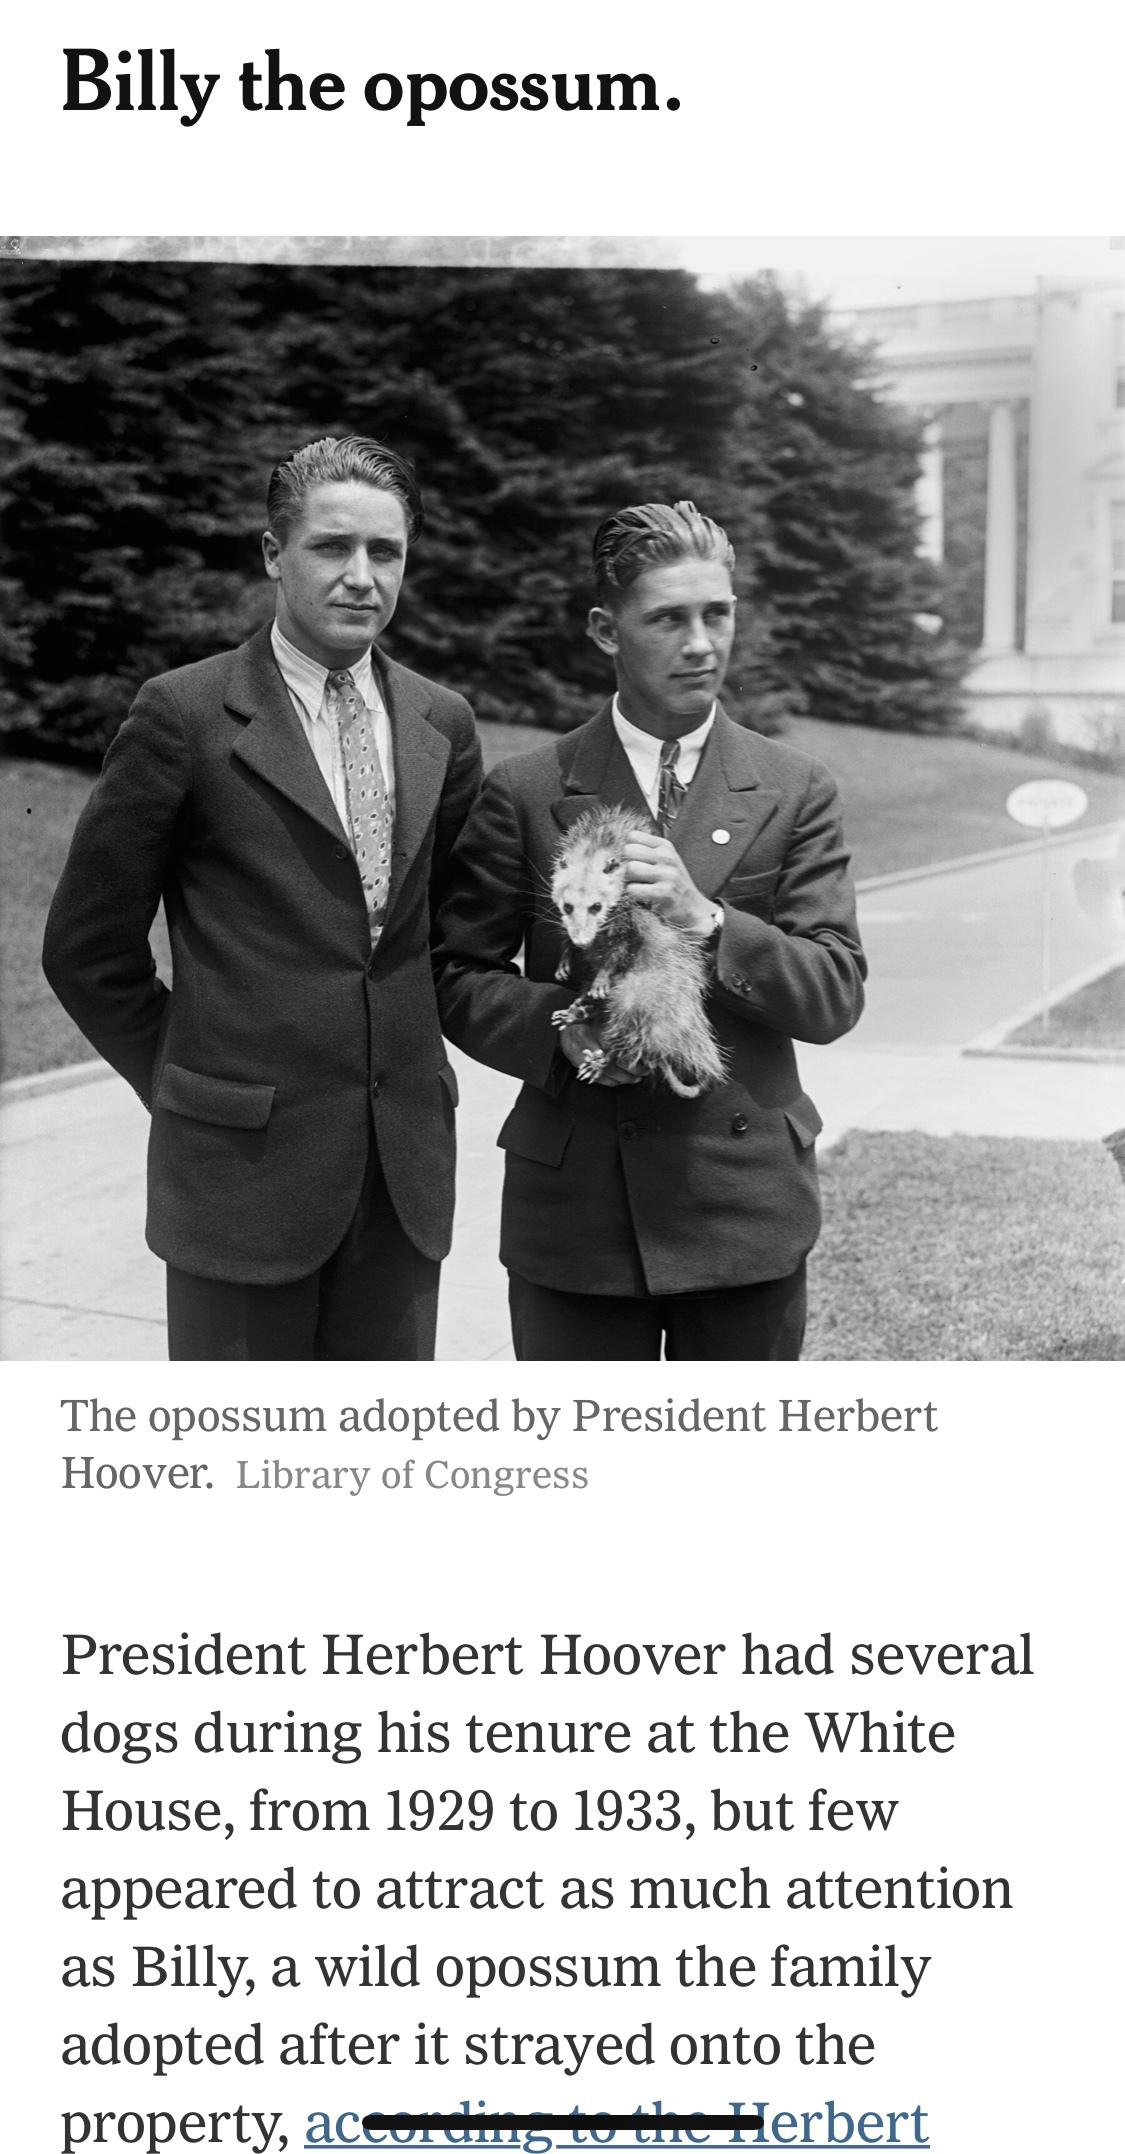 Billy the opossum.
The opossum adopted by President Herbert
Hoover. Library of Congress
President Herbert Hoover had several
dogs during his tenure at the White
House, from 1929 to 1933, but few
appeared to attract as much attention
as Billy, a wild opossum the family
adopted after it strayed onto the
property, according to the Herbert